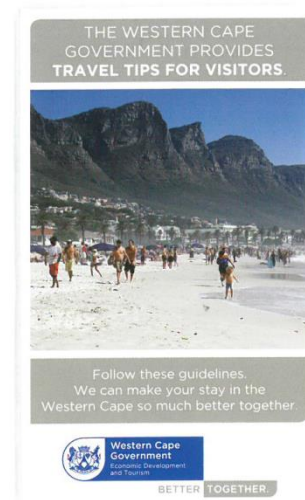 THE WESTERN CAPE
GOVERNMENT PROVIDES
TRAVEL TIPS FOR VISITORS.
Follow these guidelines.
We can make your stay in the
Western Cape so much better together.
Western Cape
Government
Economic Development
and Tourism
BETTER TOGETHER.